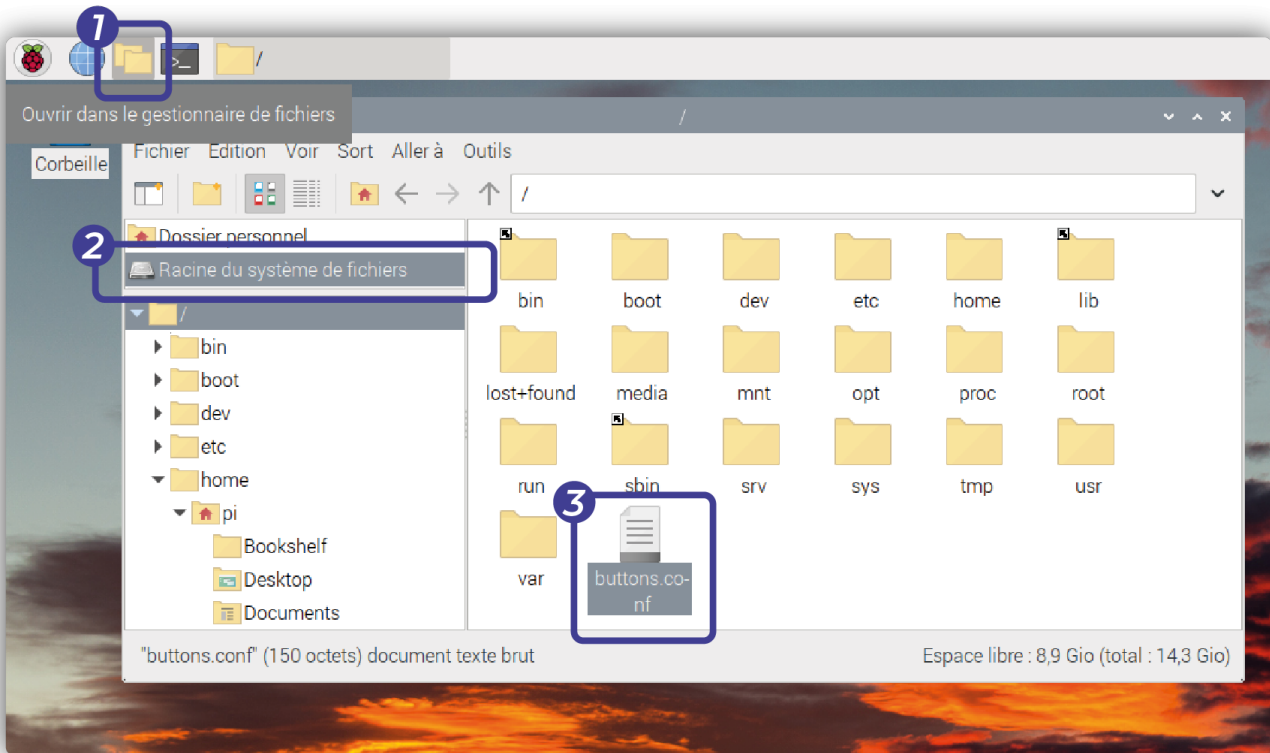 1
>_
/
Ouvrir dans le gestionnaire de fichiers
/
Corbeille
Fichier Edition Voir Sort Aller à Outils
/
2
Dossier personnel
Racine du système de fichiers
/
bin
boot
dev
etc
home
pi
Bookshelf
Desktop
Documents
bin boot dev etc home lib
lost+found media mnt opt proc root
run sbin srv sys tmp usr
3
var buttons.co-
nf
"buttons.conf" (150 octets) document texte brut Espace libre : 8,9 Gio (total : 14,3 Gio)